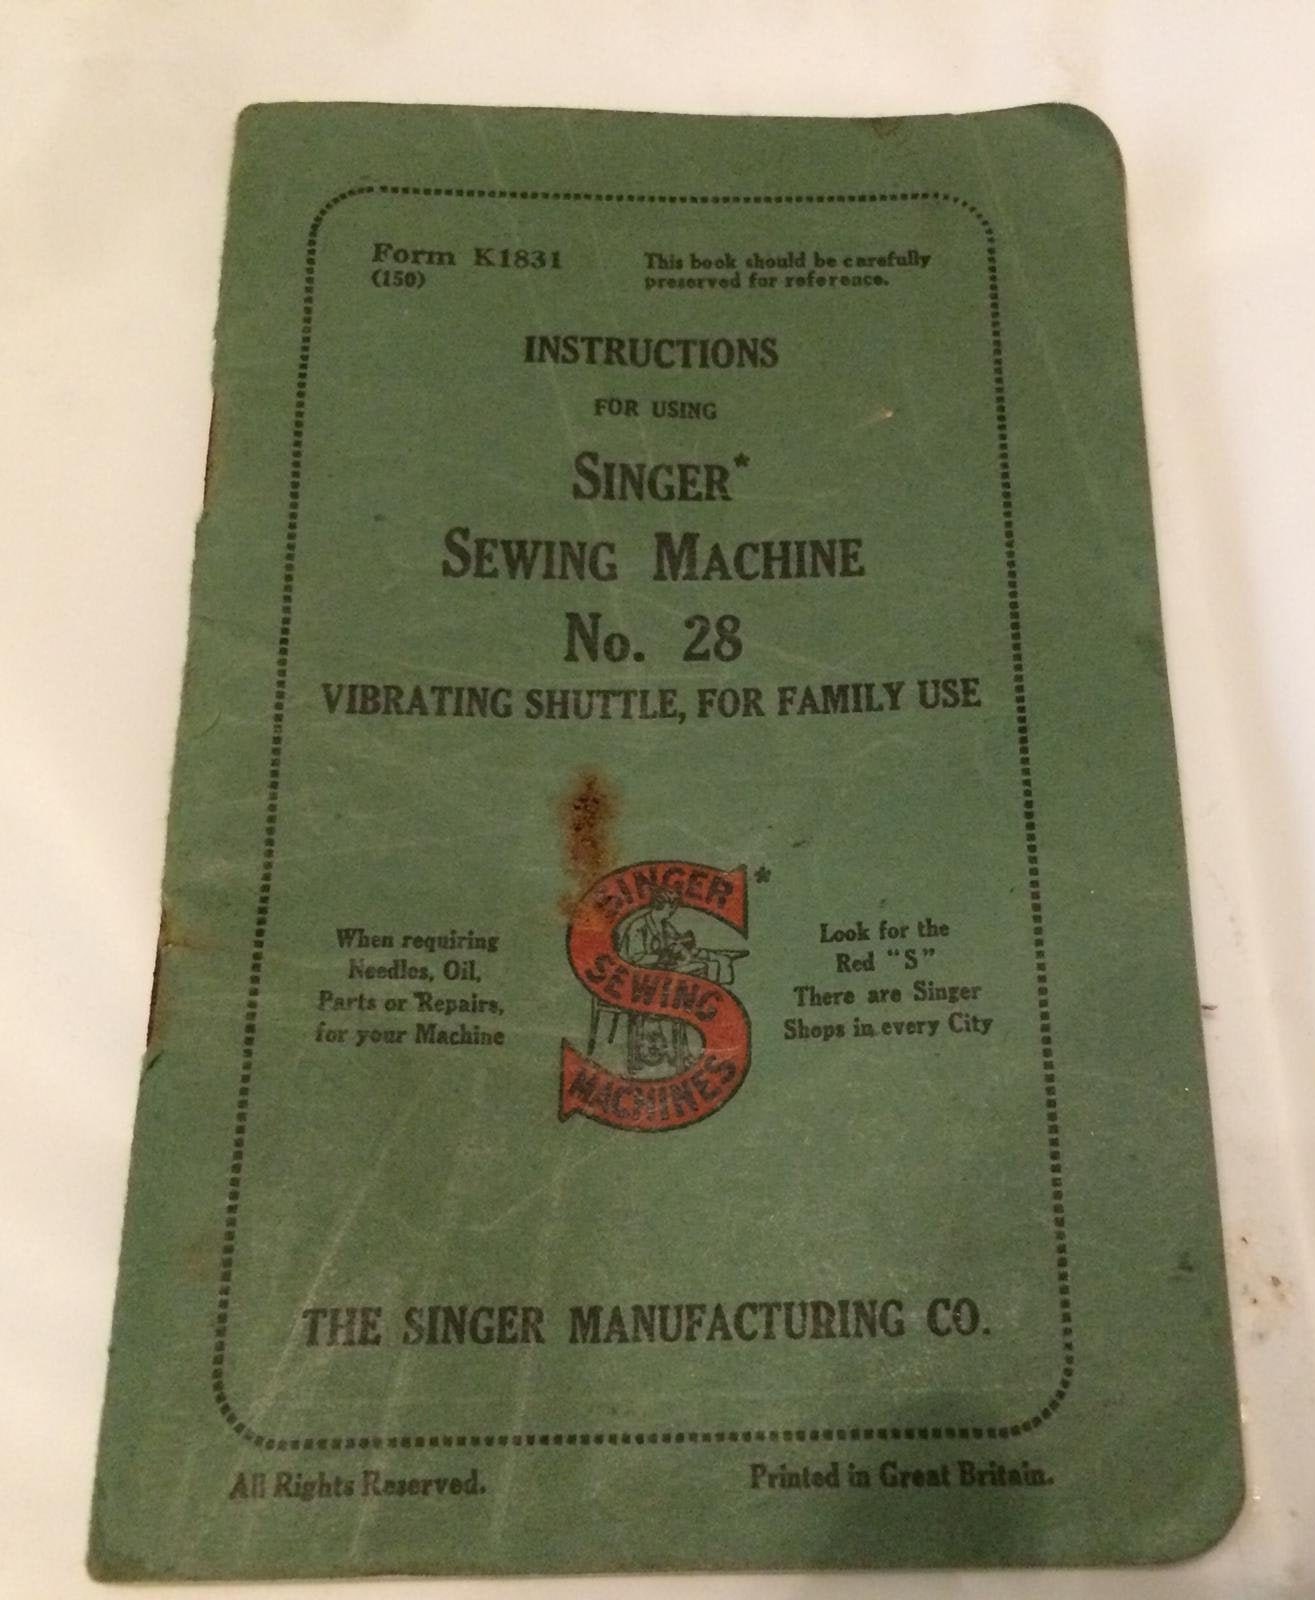 Form K1831
(150)
This book should be carefully
preserved for reference.
INSTRUCTIONS
FOR USING
SINGER*
SEWING MACHINE
No. 28
VIBRATING SHUTTLE, FOR FAMILY USE
When requiring
Needles, Oil,
Parts or Repairs,
for your Machine
SINGER*
SEWING
MACHINES
Look for the
Red "S"
There are Singer
Shops in every City
THE SINGER MANUFACTURING CO.
All Rights Reserved.
Printed in Great Britain.